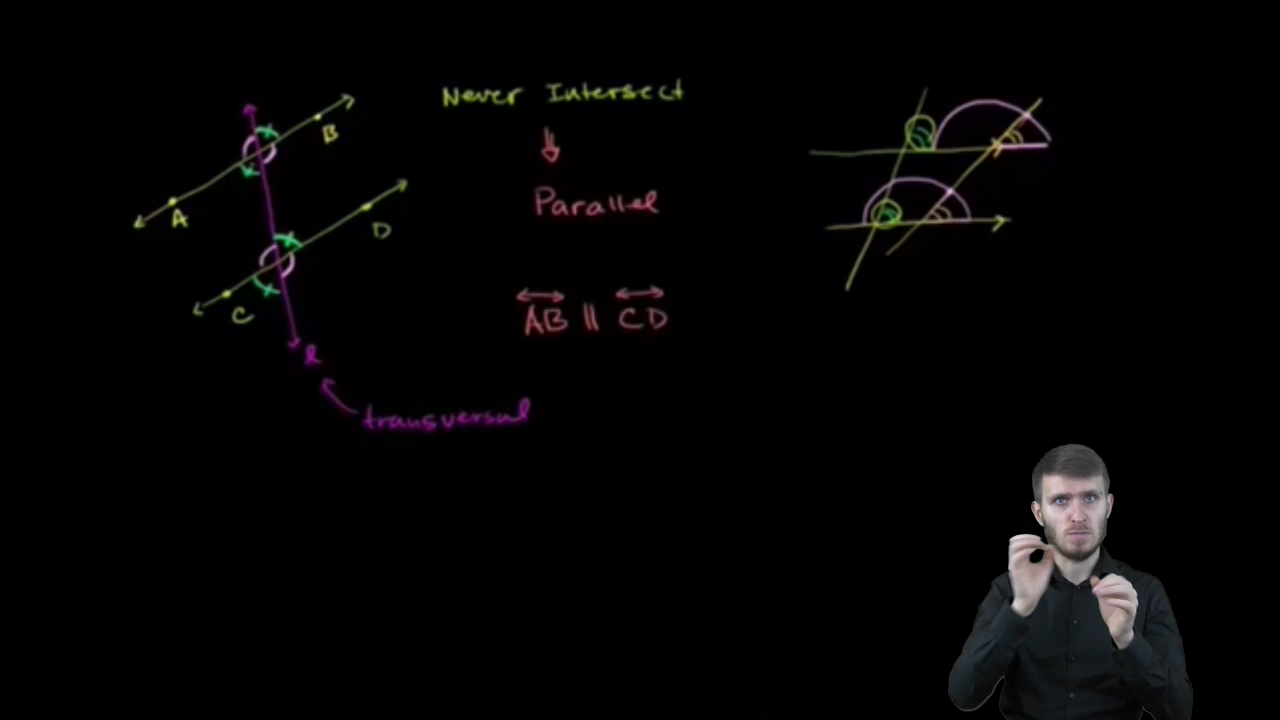 Never Intersect
⇓
Parallel
AB || CD
A
B
C
D
l
transversal